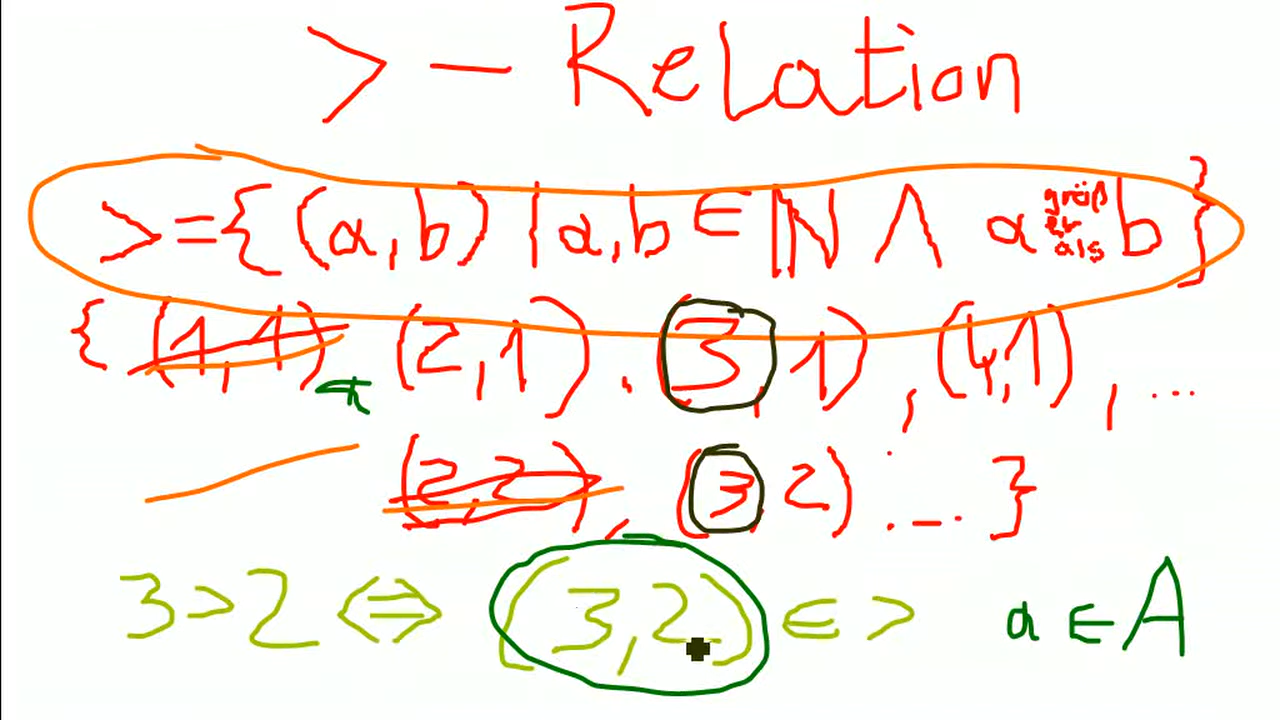 > - Relation
>={(a,b) | a,b ∈ ℕ ∧ a größer als b}
{ (1,1), (2,1), (3,1), (4,1), ...
(2,2), (3,2) ... }
3>2 ⇔ (3,2) ∈ > a ∈ A